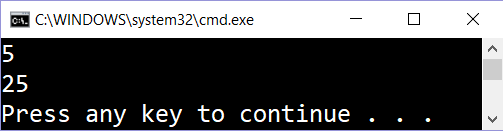 C:\WINDOWS\system32\cmd.exe
5
25
Press any key to continue . . .